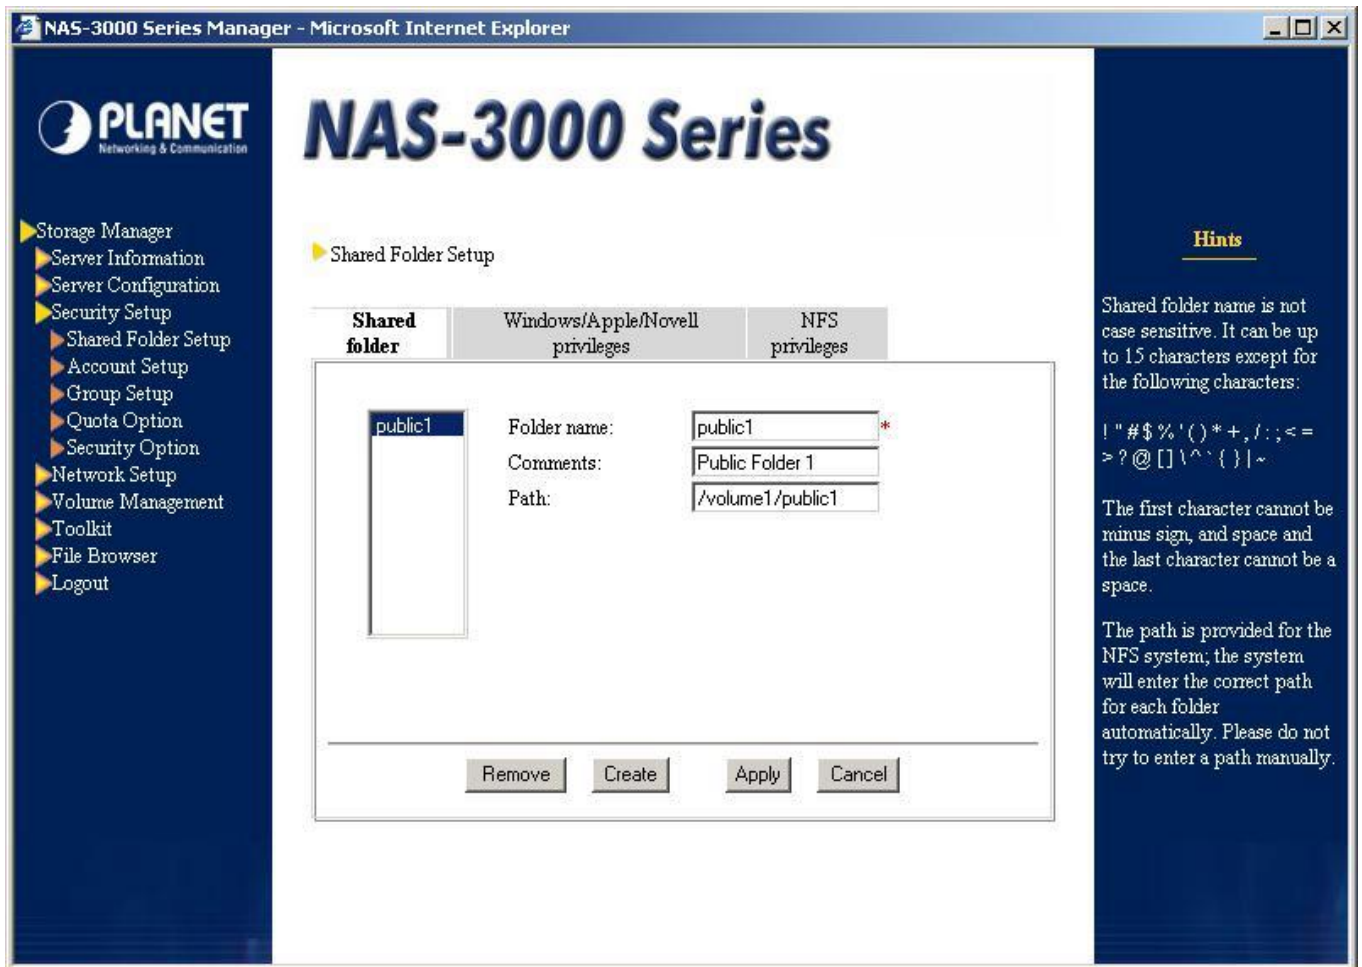 NAS-3000 Series Manager - Microsoft Internet Explorer
PLANET
Networking & Communication
NAS-3000 Series
Storage Manager
Server Information
Server Configuration
Security Setup
Shared Folder Setup
Account Setup
Group Setup
Quota Option
Security Option
Network Setup
Volume Management
Toolkit
File Browser
Logout
Shared Folder Setup
Shared
folder
Windows/Apple/Novell
privileges
NFS
privileges
public1
Folder name:
public1
*
Comments:
Public Folder 1
Path:
/volume1/public1
Remove
Create
Apply
Cancel
Hints
Shared folder name is not
case sensitive. It can be up
to 15 characters except for
the following characters:
! " # $ % ' ( ) * + , / : ; < =
> ? @ [ ] \ ^ ` { } | ~
The first character cannot be
minus sign, and space and
the last character cannot be a
space.
The path is provided for the
NFS system; the system
will enter the correct path
for each folder
automatically. Please do not
try to enter a path manually.